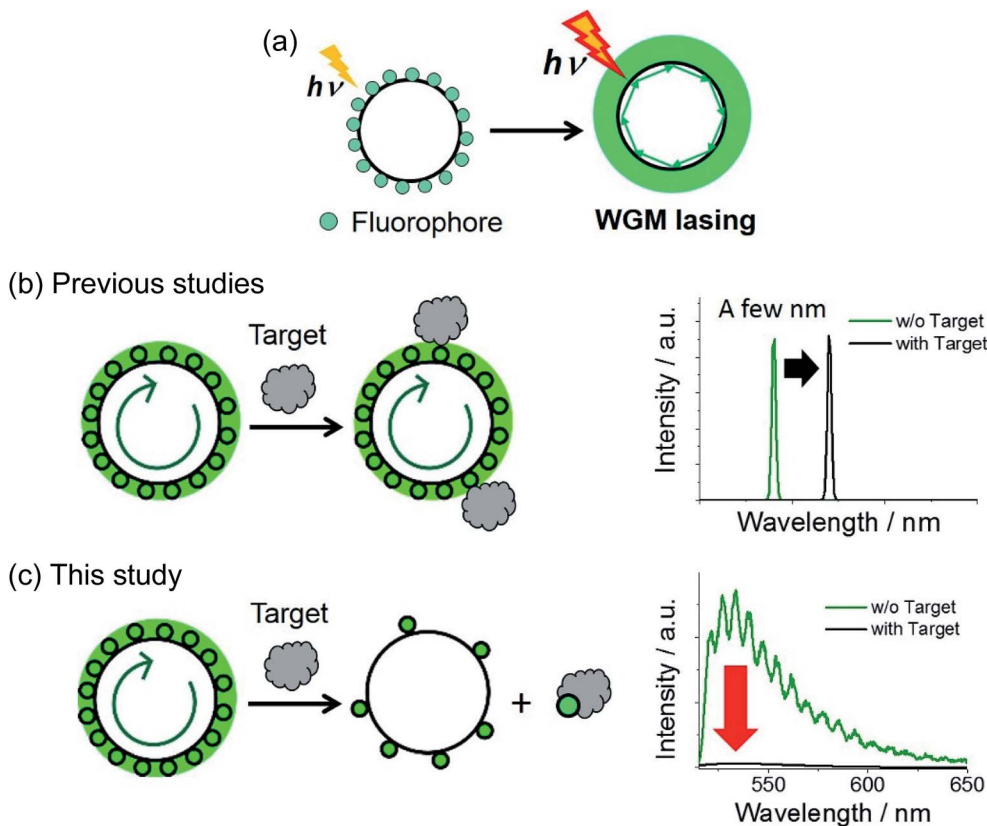 (a)
hν
hν
Fluorophore
WGM lasing
(b) Previous studies
Target
A few nm
w/o Target
with Target
Intensity / a.u.
Wavelength / nm
(c) This study
Target
+
w/o Target
with Target
Intensity / a.u.
550
600
650
Wavelength / nm